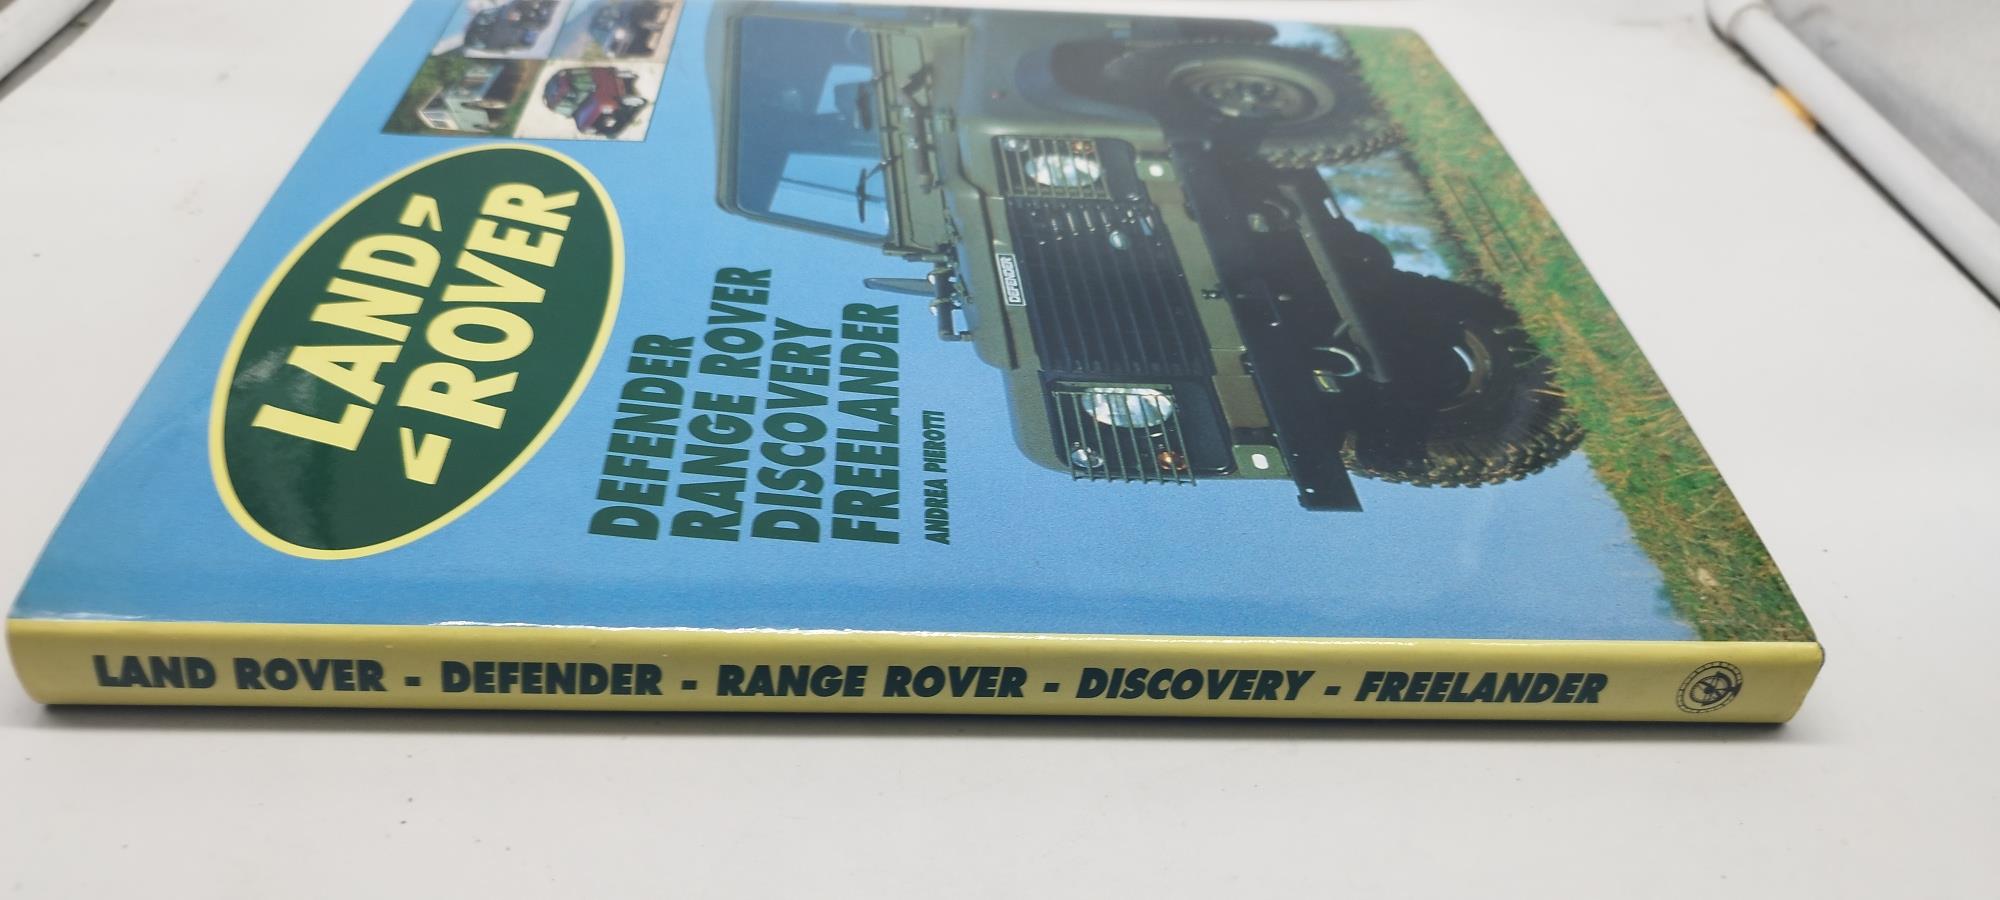 LAND
ROVER
DEFENDER
RANGE ROVER
DISCOVERY
FREELANDER
ANDREA PIEROTTI
DEFENDER
LAND ROVER - DEFENDER - RANGE ROVER - DISCOVERY - FREELANDER